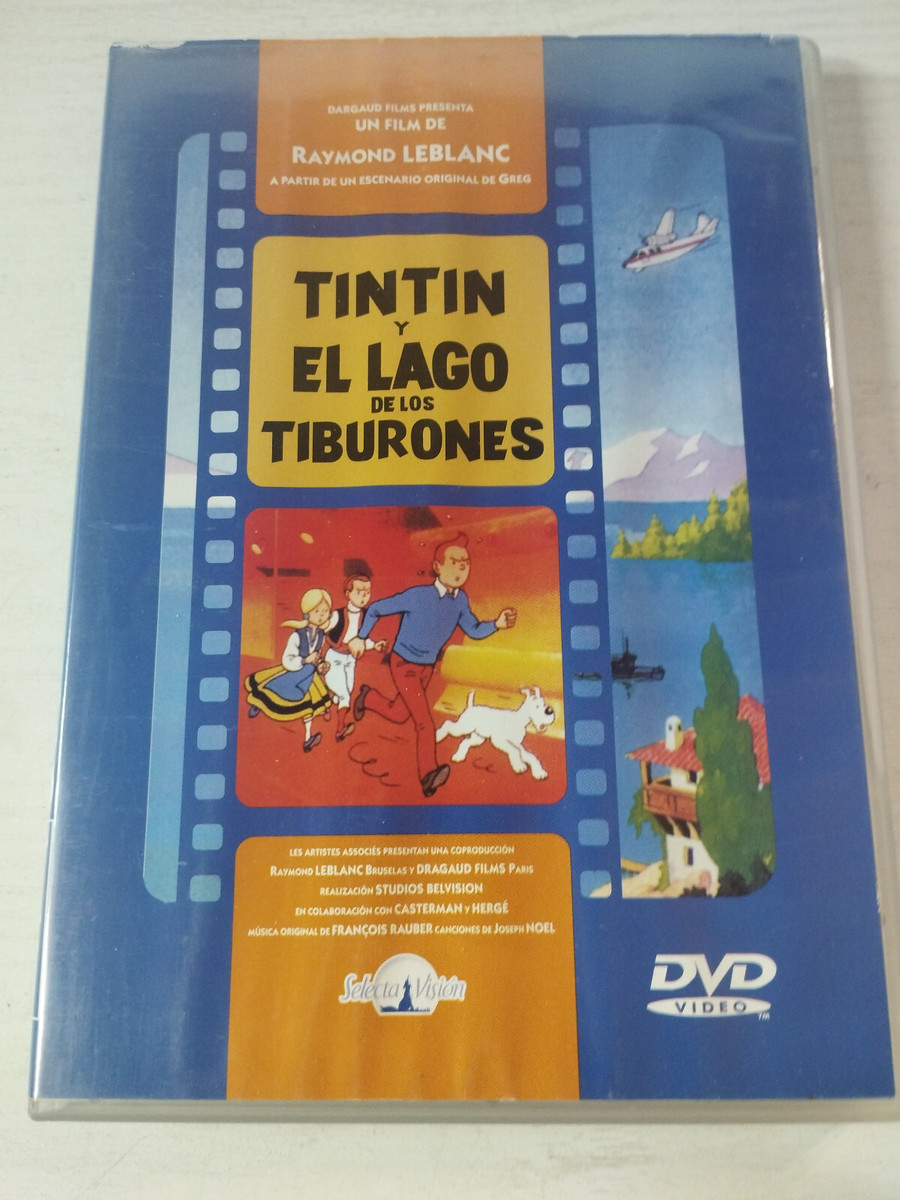 DARGAUD FILMS PRESENTA
UN FILM DE
RAYMOND LEBLANC
A PARTIR DE UN ESCENARIO ORIGINAL DE GREG
TINTIN
Y
EL LAGO
DE LOS
TIBURONES
LES ARTISTES ASSOCIÉS PRESENTAN UNA COPRODUCCIÓN
RAYMOND LEBLANC BRUSELAS Y DRAGAUD FILMS PARIS
REALIZACIÓN STUDIOS BELVISION
EN COLABORACIÓN CON CASTERMAN Y HERGÉ
MÚSICA ORIGINAL DE FRANÇOIS RAUBER CANCIONES DE JOSEPH NOEL
Selecta Visión
DVD
VIDEO
TM